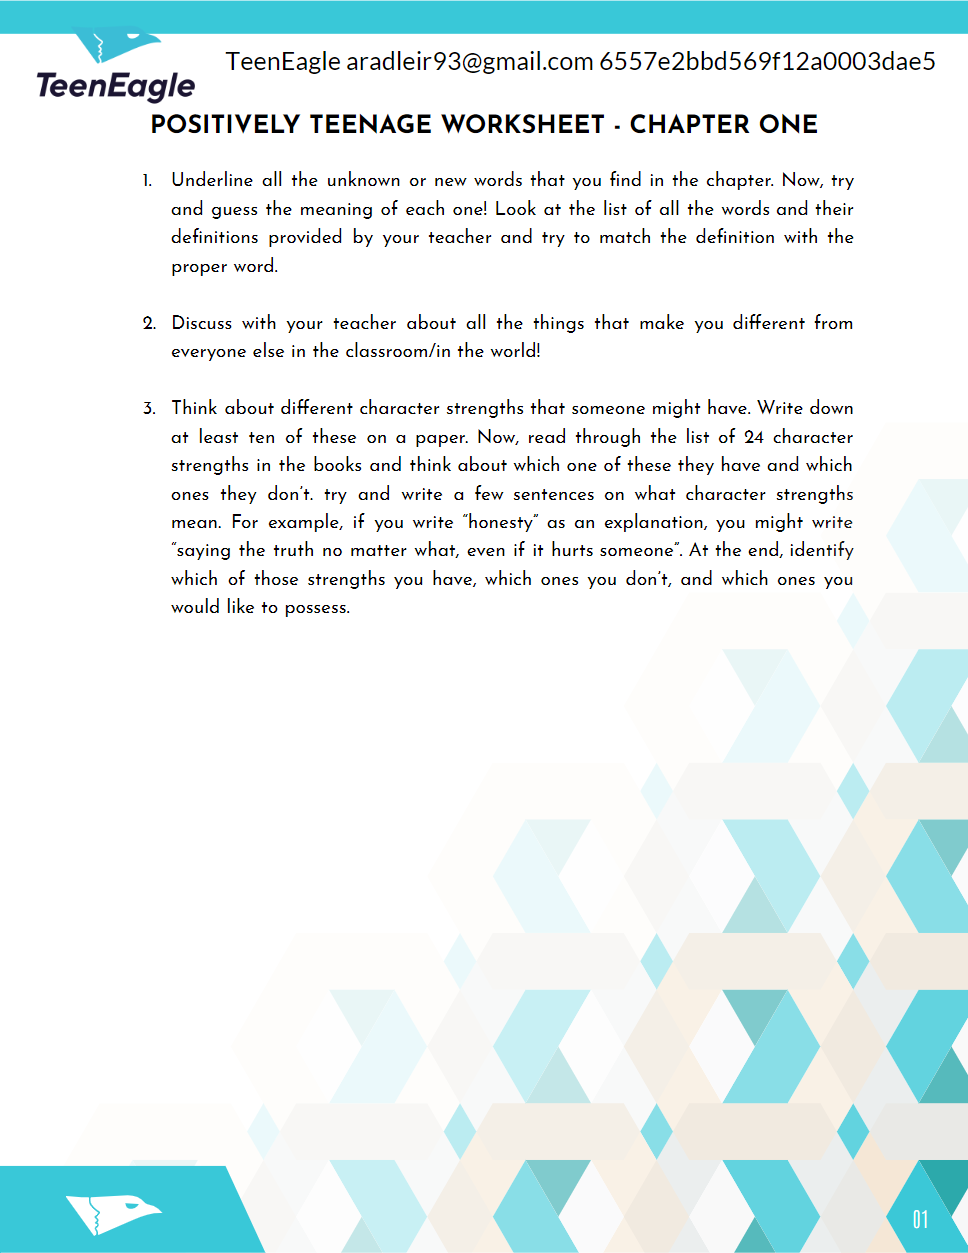 TeenEagle aradleir93@gmail.com 6557e2bbd569f12a0003dae5
TeenEagle
POSITIVELY TEENAGE WORKSHEET - CHAPTER ONE
1. Underline all the unknown or new words that you find in the chapter. Now, try
and guess the meaning of each one! Look at the list of all the words and their
definitions provided by your teacher and try to match the definition with the
proper word.
2. Discuss with your teacher about all the things that make you different from
everyone else in the classroom/in the world!
3. Think about different character strengths that someone might have. Write down
at least ten of these on a paper. Now, read through the list of 24 character
strengths in the books and think about which one of these they have and which
ones they don't. try and write a few sentences on what character strengths
mean. For example, if you write “honesty” as an explanation, you might write
“saying the truth no matter what, even if it hurts someone”. At the end, identify
which of those strengths you have, which ones you don't, and which ones you
would like to possess.
01